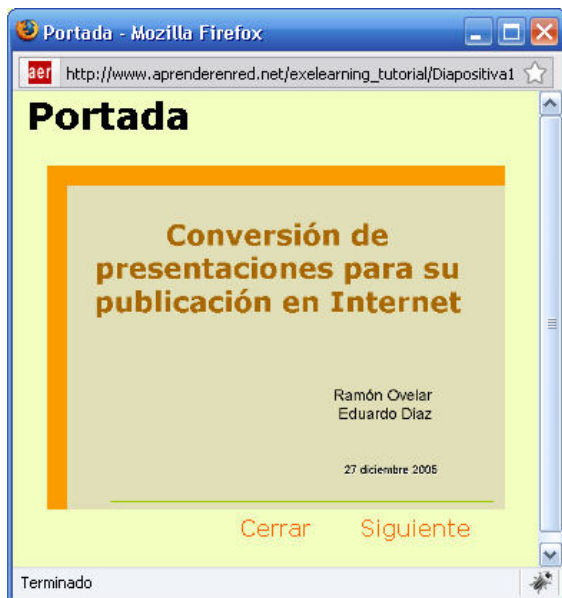 Portada - Mozilla Firefox
aer http://www.aprenderenred.net/exelearning_tutorial/Diapositiva1
Portada
Conversión de
presentaciones para su
publicación en Internet
Ramón Ovelar
Eduardo Díaz
27 diciembre 2005
Cerrar Siguiente
Terminado